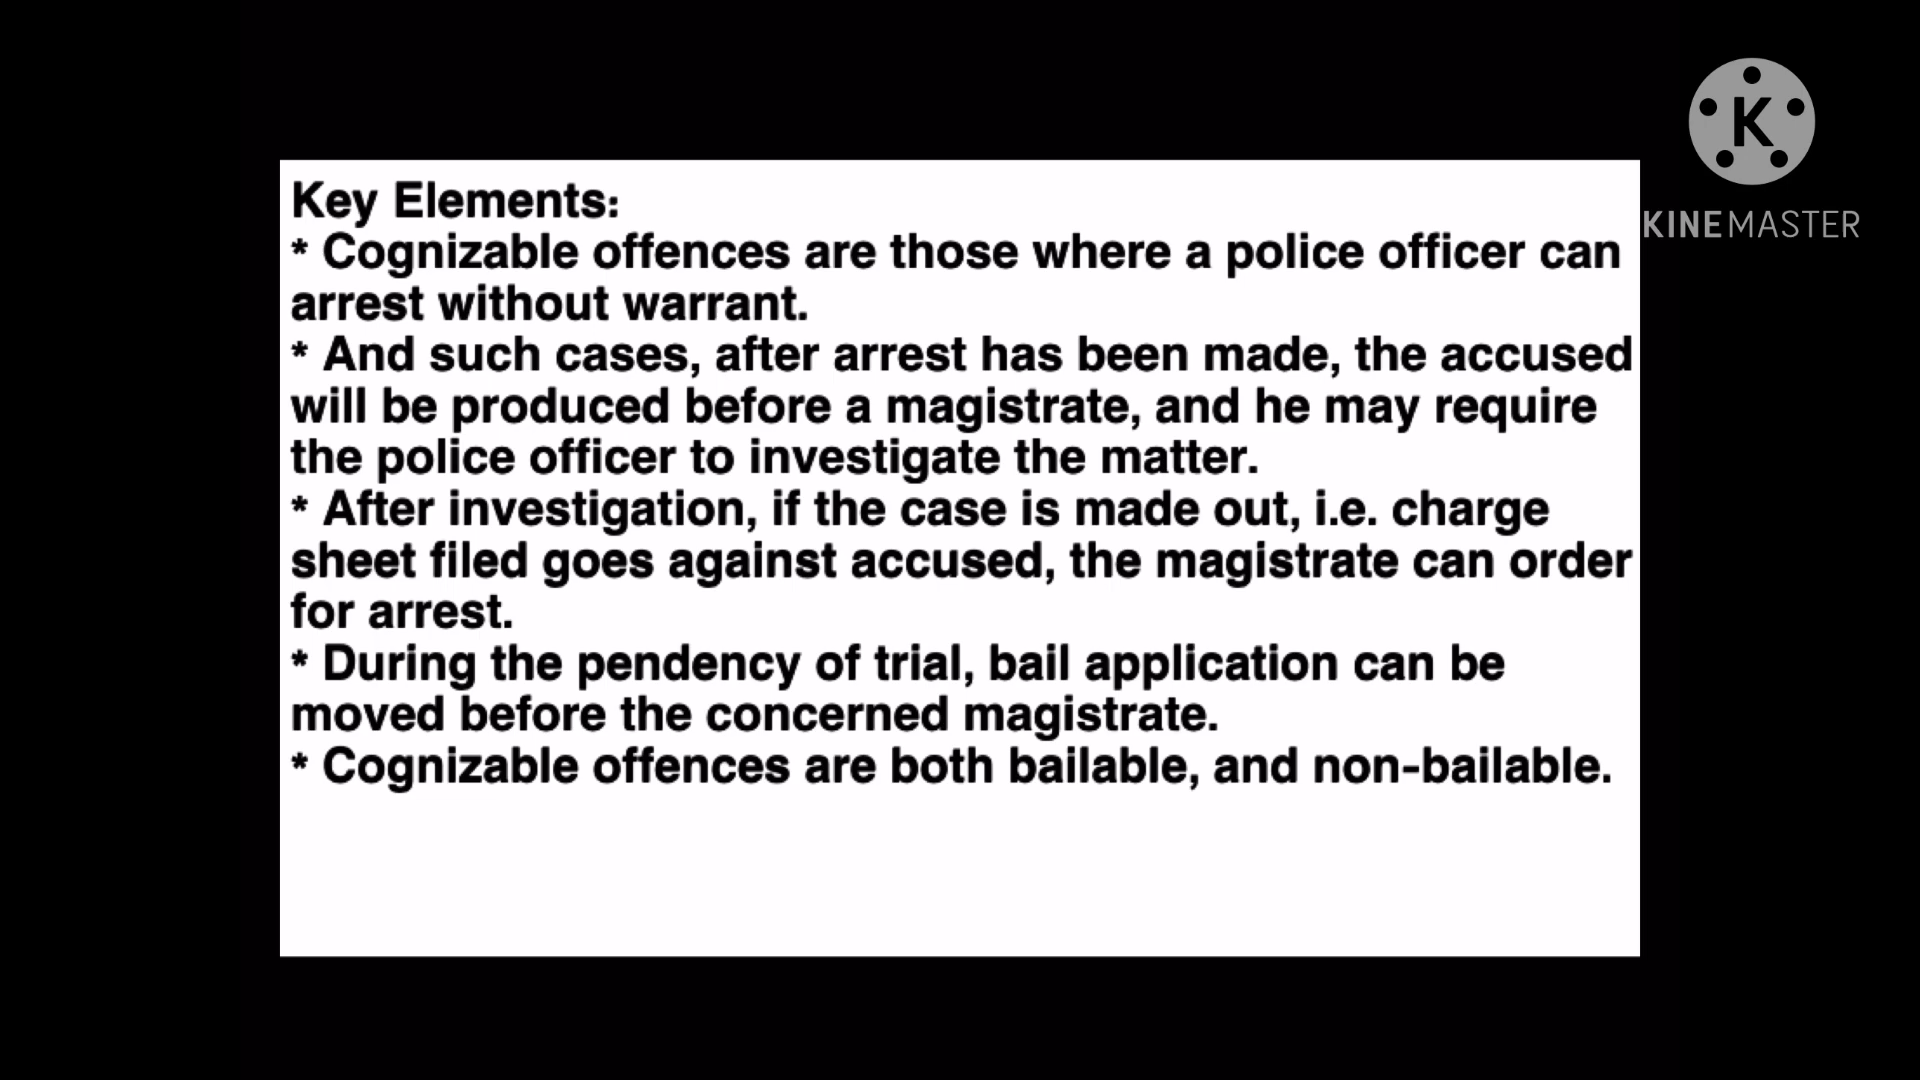 Key Elements:
* Cognizable offences are those where a police officer can
arrest without warrant.
* And such cases, after arrest has been made, the accused
will be produced before a magistrate, and he may require
the police officer to investigate the matter.
* After investigation, if the case is made out, i.e. charge
sheet filed goes against accused, the magistrate can order
for arrest.
* During the pendency of trial, bail application can be
moved before the concerned magistrate.
* Cognizable offences are both bailable, and non-bailable.
K
KINEMASTER